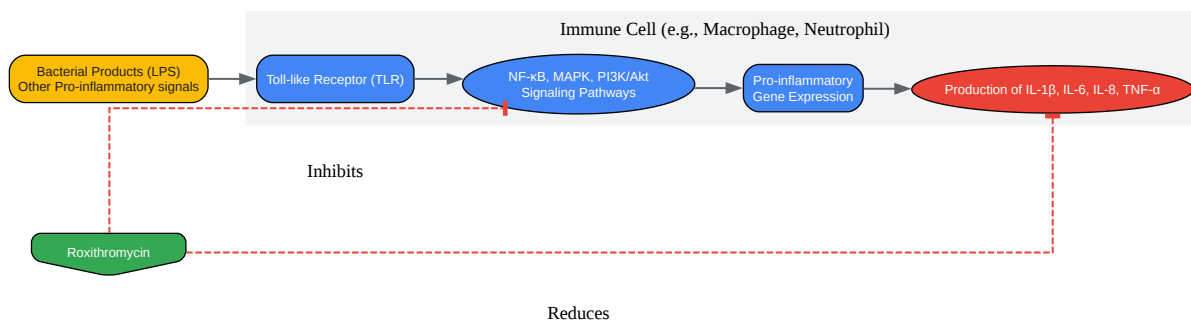 Immune Cell (e.g., Macrophage, Neutrophil)
Bacterial Products (LPS)
Other Pro-inflammatory signals
Toll-like Receptor (TLR)
NF-κB, MAPK, PI3K/Akt
Signaling Pathways
Pro-inflammatory
Gene Expression
Production of IL-1β, IL-6, IL-8, TNF-α
Inhibits
Roxithromycin
Reduces